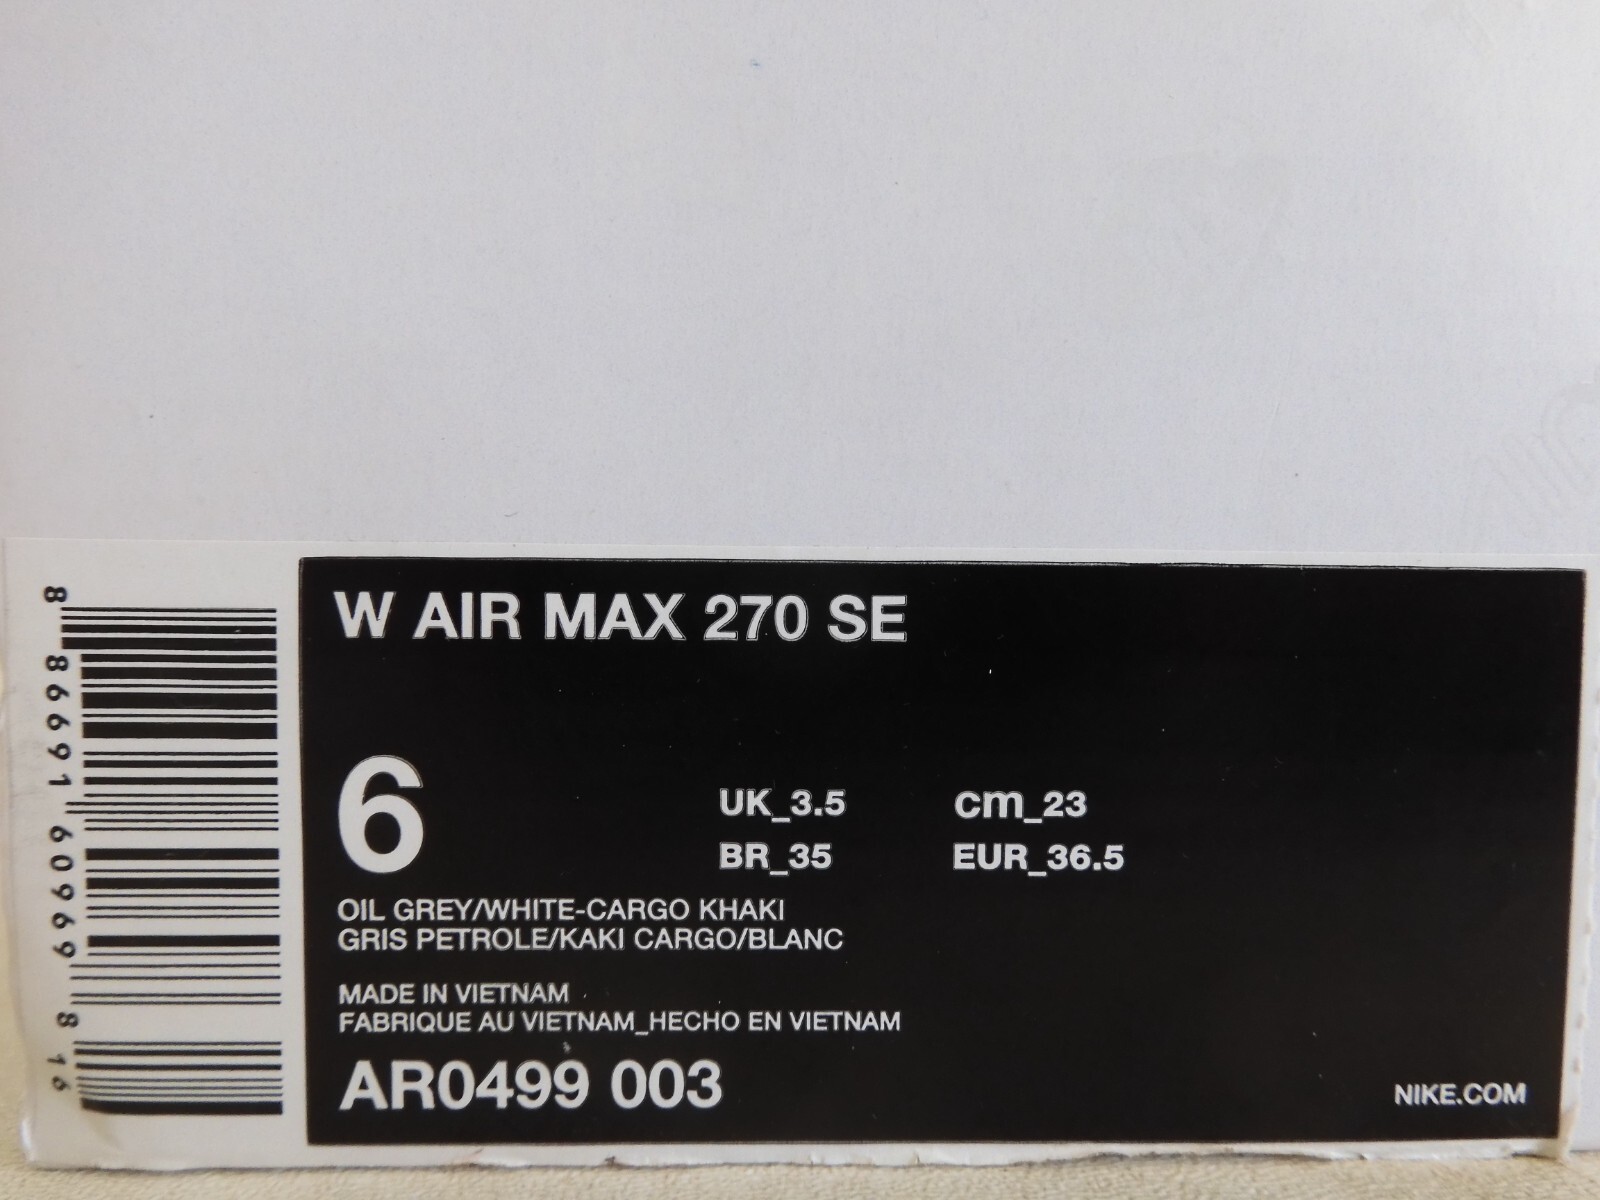 W AIR MAX 270 SE
6
UK_3.5
cm_23
BR_35
EUR_36.5
OIL GREY/WHITE-CARGO KHAKI
GRIS PETROLE/KAKI CARGO/BLANC
MADE IN VIETNAM
FABRIQUE AU VIETNAM_HECHO EN VIETNAM
AR0499 003
NIKE.COM
8 86691 60969 8 16